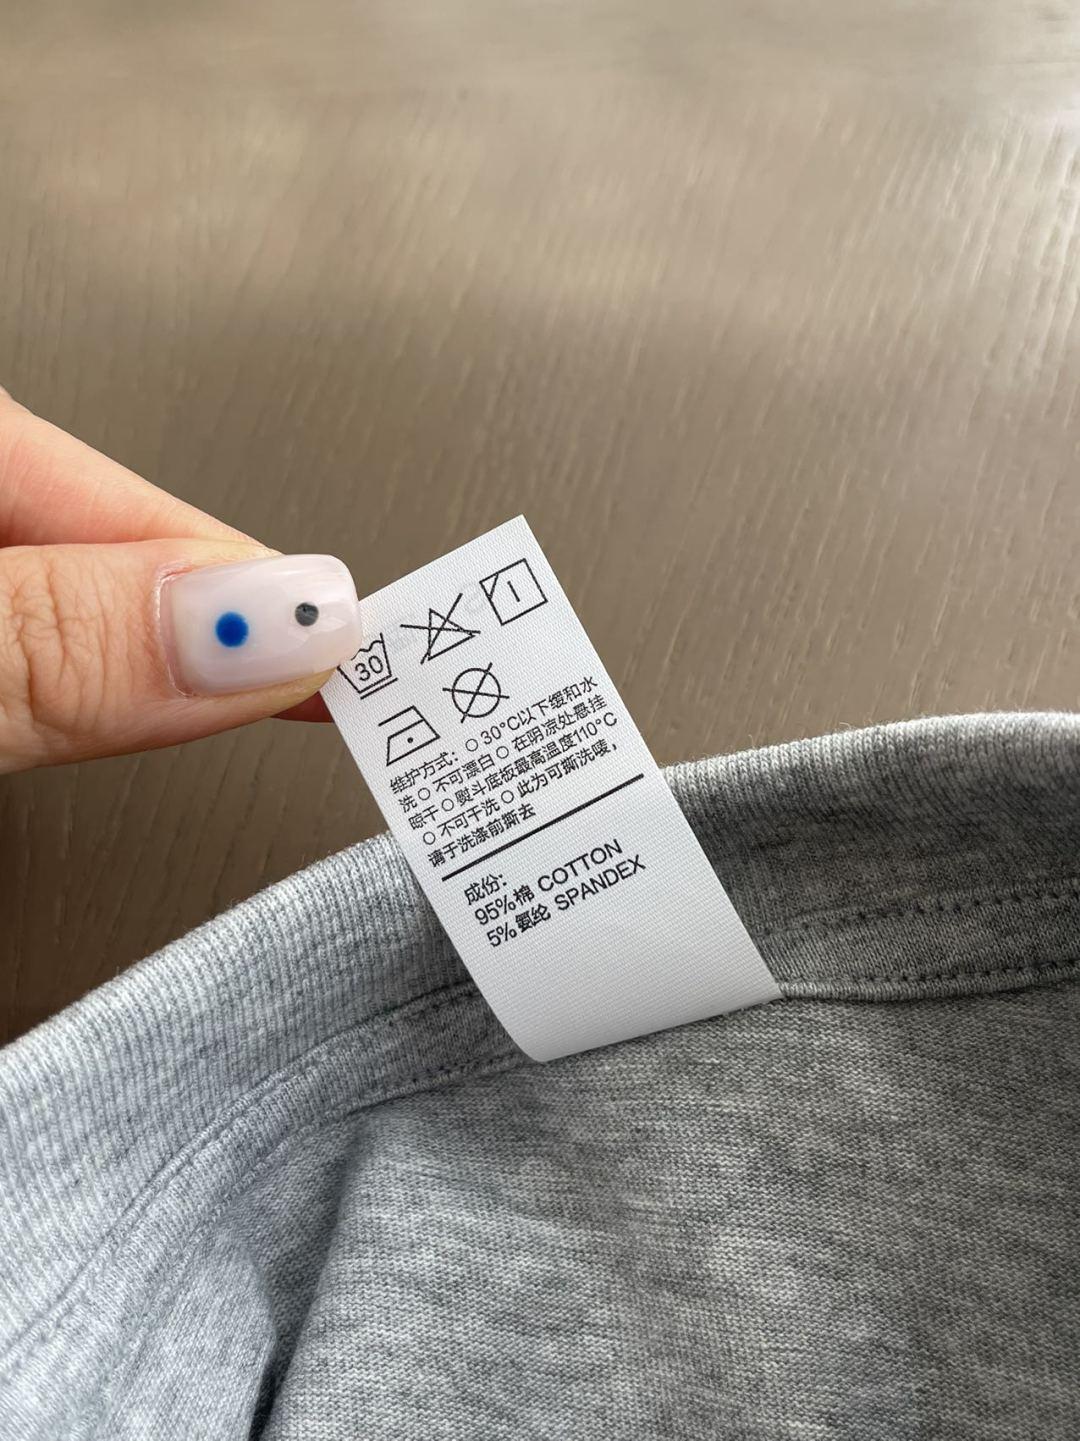 30
维护方式：○ 30°C以下缓和水
洗 ○ 不可漂白 ○ 在阴凉处悬挂
晾干 ○ 熨斗底板最高温度110°C
○ 不可干洗 ○ 此为可撕洗唛，
请于洗涤前撕去
成份：
95%棉 COTTON
5%氨纶 SPANDEX